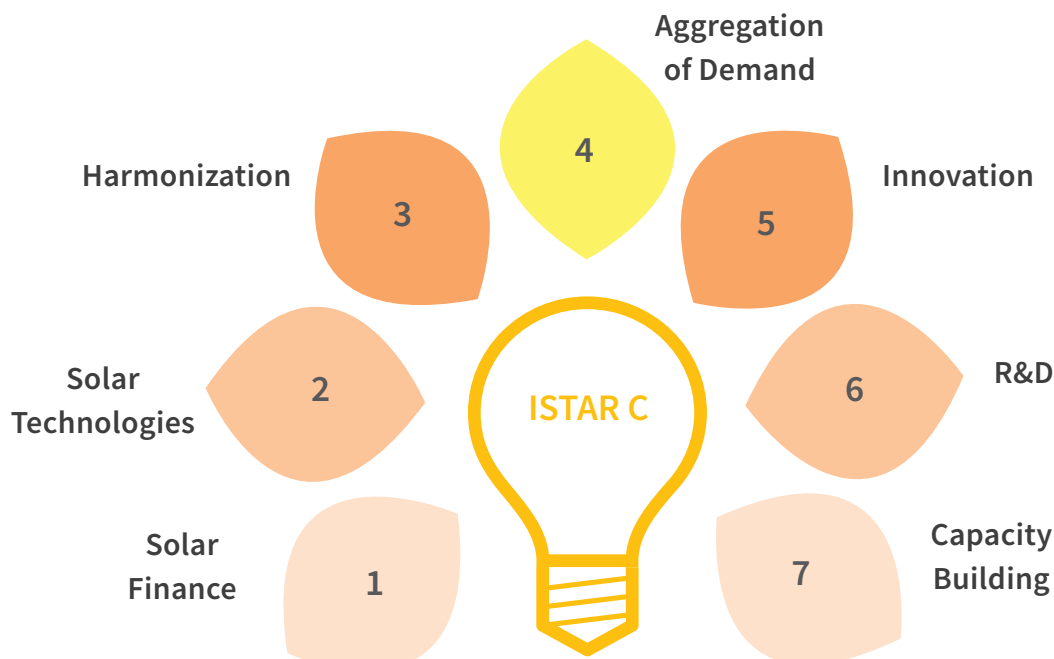 Aggregation
of Demand
4
Harmonization
3
Innovation
5
Solar
Technologies
2
ISTAR C
6
R&D
Solar
Finance
1
7
Capacity
Building